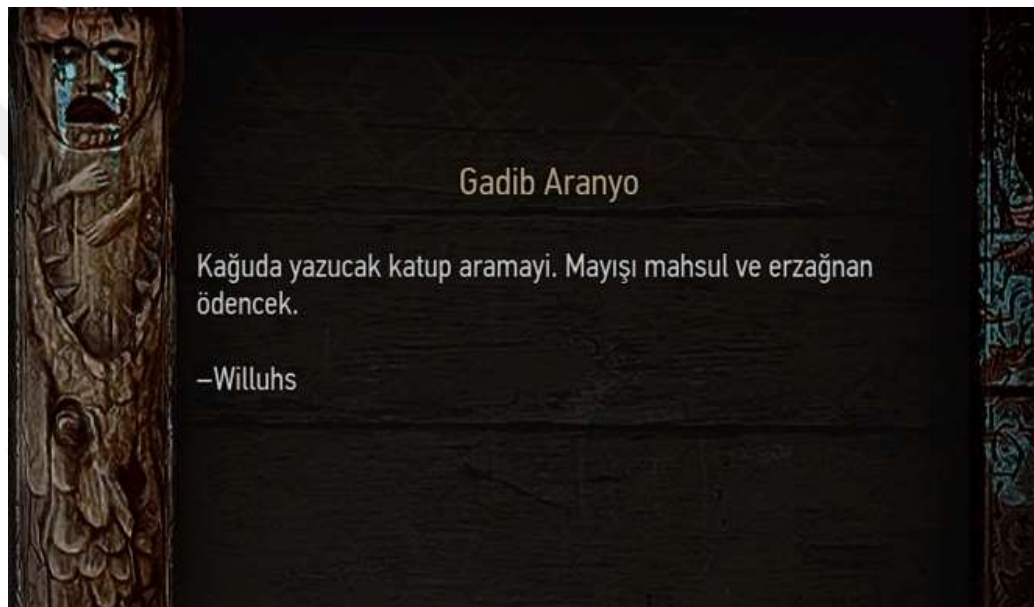 Gadib Aranyo
Kağuda yazucak katup aramayi. Mayışı mahsul ve erzağnan
ödencek.
–Willuhs